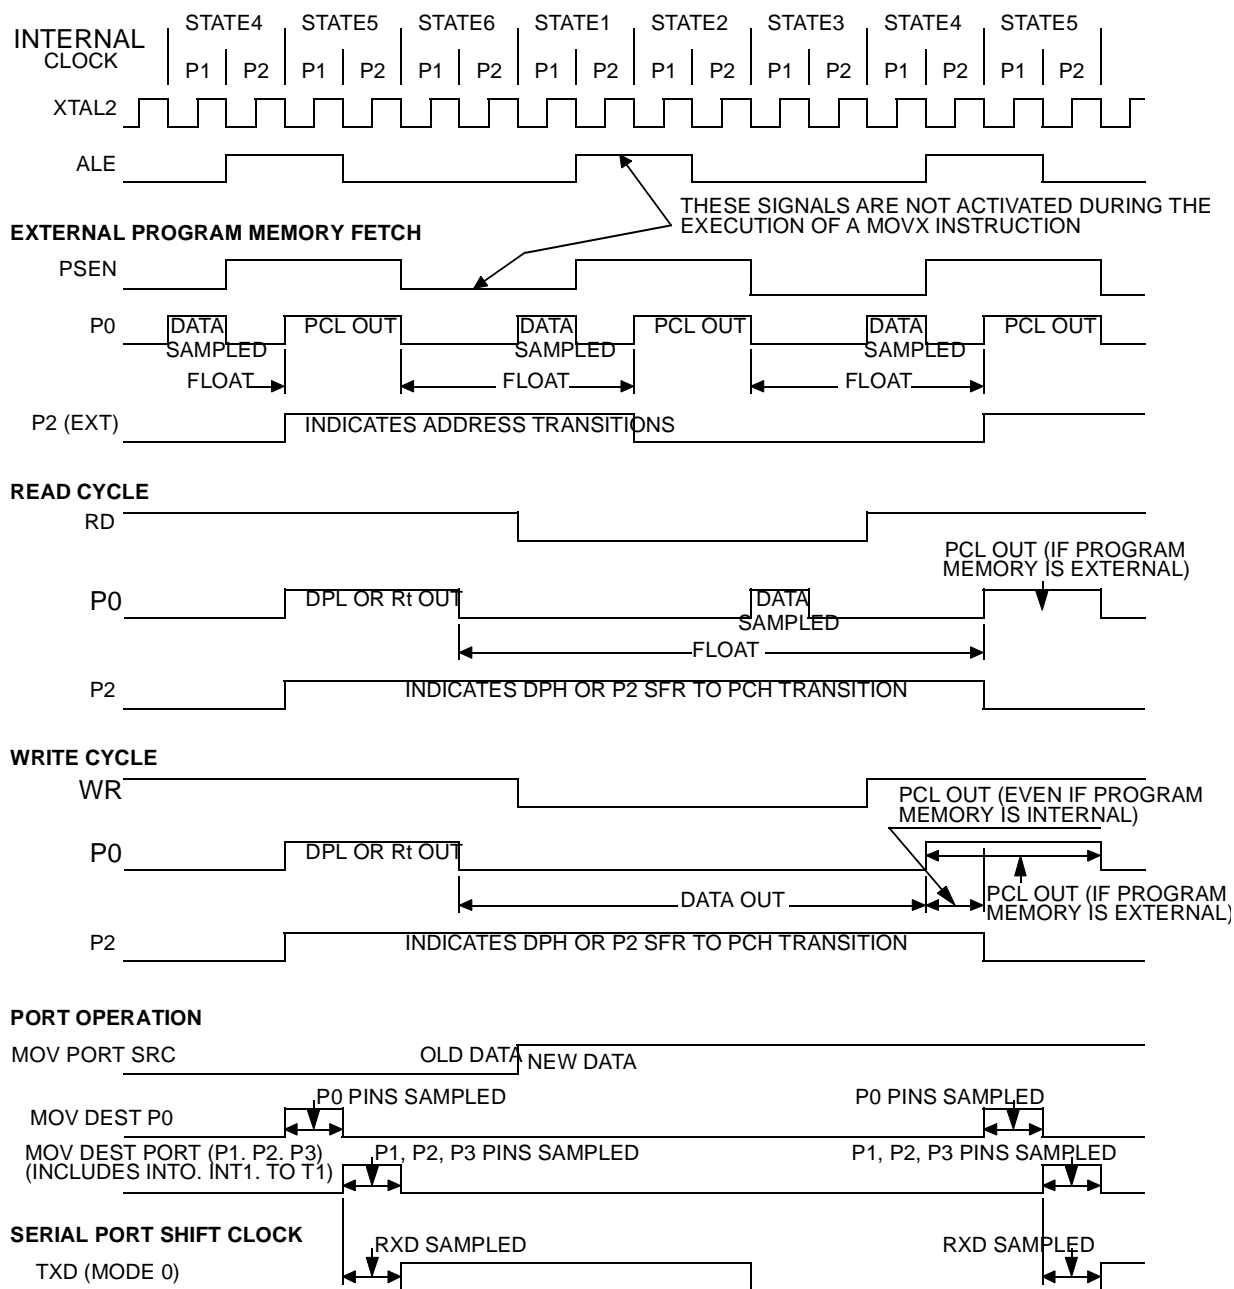 STATE4 STATE5 STATE6 STATE1 STATE2 STATE3 STATE4 STATE5
INTERNAL
CLOCK
P1 P2 P1 P2 P1 P2 P1 P2 P1 P2 P1 P2 P1 P2 P1 P2
XTAL2
ALE
THESE SIGNALS ARE NOT ACTIVATED DURING THE
EXECUTION OF A MOVX INSTRUCTION
EXTERNAL PROGRAM MEMORY FETCH
PSEN
P0 DATA PCL OUT DATA PCL OUT DATA PCL OUT
SAMPLED SAMPLED SAMPLED
FLOAT FLOAT FLOAT
P2 (EXT) INDICATES ADDRESS TRANSITIONS
READ CYCLE
RD
PCL OUT (IF PROGRAM
MEMORY IS EXTERNAL)
P0 DPL OR Rt OUT DATA
SAMPLED
FLOAT
P2 INDICATES DPH OR P2 SFR TO PCH TRANSITION
WRITE CYCLE
WR
PCL OUT (EVEN IF PROGRAM
MEMORY IS INTERNAL)
P0 DPL OR Rt OUT
DATA OUT
PCL OUT (IF PROGRAM
MEMORY IS EXTERNAL)
P2 INDICATES DPH OR P2 SFR TO PCH TRANSITION
PORT OPERATION
MOV PORT SRC OLD DATA NEW DATA
P0 PINS SAMPLED P0 PINS SAMPLED
MOV DEST P0
MOV DEST PORT (P1. P2. P3) P1, P2, P3 PINS SAMPLED P1, P2, P3 PINS SAMPLED
(INCLUDES INTO. INT1. TO T1)
SERIAL PORT SHIFT CLOCK
RXD SAMPLED RXD SAMPLED
TXD (MODE 0)